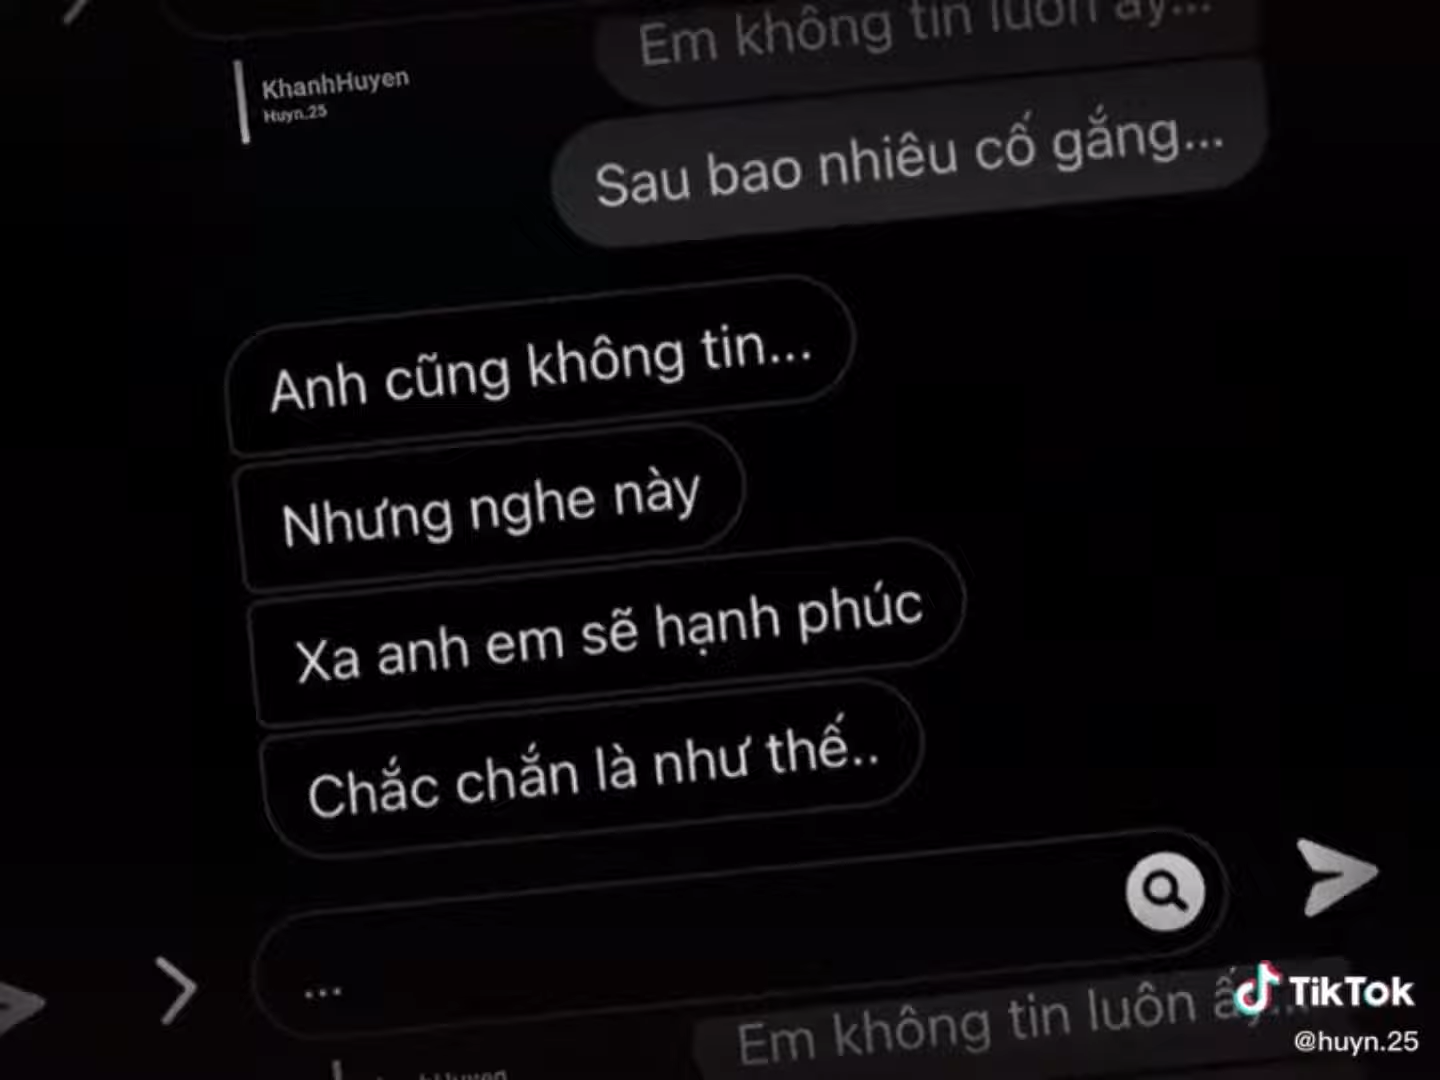 Em không tin luôn ấy...
KhanhHuyen
Huyn.25
Sau bao nhiêu cố gắng...
Anh cũng không tin...
Nhưng nghe này
Xa anh em sẽ hạnh phúc
Chắc chắn là như thế..
...
Em không tin luôn ấy...
TikTok
@huyn.25